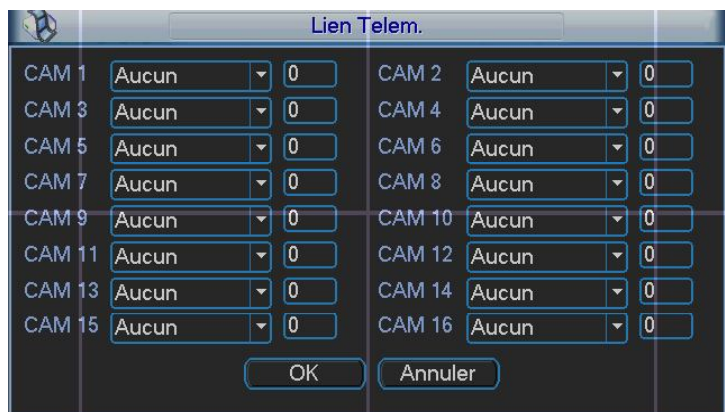 Lien Telem.
CAM 1 Aucun 0 CAM 2 Aucun 0
CAM 3 Aucun 0 CAM 4 Aucun 0
CAM 5 Aucun 0 CAM 6 Aucun 0
CAM 7 Aucun 0 CAM 8 Aucun 0
CAM 9 Aucun 0 CAM 10 Aucun 0
CAM 11 Aucun 0 CAM 12 Aucun 0
CAM 13 Aucun 0 CAM 14 Aucun 0
CAM 15 Aucun 0 CAM 16 Aucun 0
OK Annuler